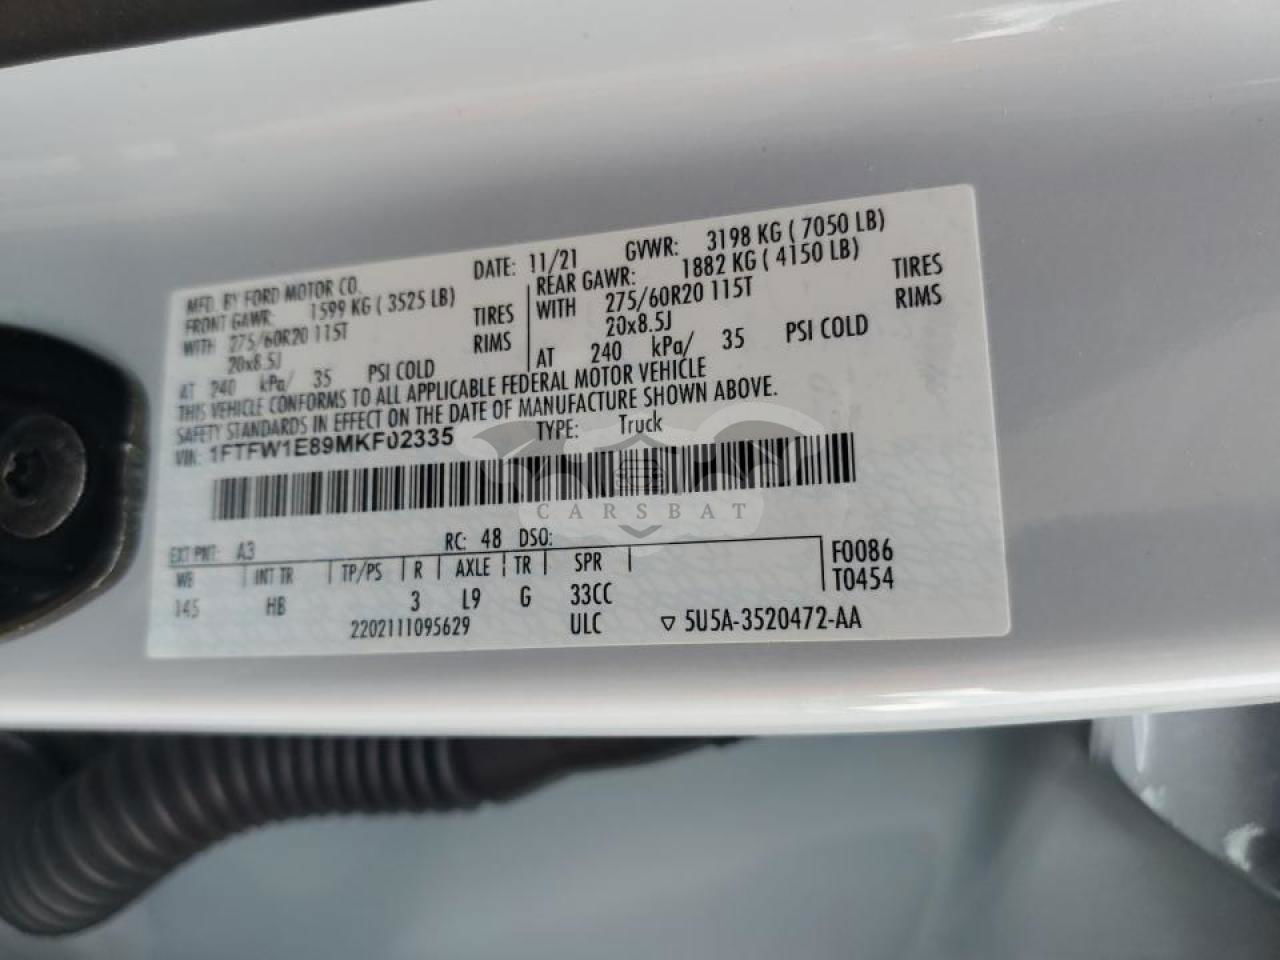 MFD. BY FORD MOTOR CO.
DATE: 11/21 GVWR: 3198 KG ( 7050 LB)
FRONT GAWR: 1599 KG ( 3525 LB)
REAR GAWR: 1882 KG ( 4150 LB)
WITH 275/60R20 115T TIRES
WITH 275/60R20 115T TIRES
20x8.5J RIMS
20x8.5J RIMS
AT 240 kPa/ 35 PSI COLD
AT 240 kPa/ 35 PSI COLD
THIS VEHICLE CONFORMS TO ALL APPLICABLE FEDERAL MOTOR VEHICLE
SAFETY STANDARDS IN EFFECT ON THE DATE OF MANUFACTURE SHOWN ABOVE.
VIN: 1FTFW1E89MKF02335 TYPE: Truck
CARSBAT
EXT PNT: A3 RC: 48 DSO:
WB INT TR TP/PS R AXLE TR SPR F0086
145 HB 3 L9 G 33CC T0454
2202111095629 ULC ▽ 5U5A-3520472-AA